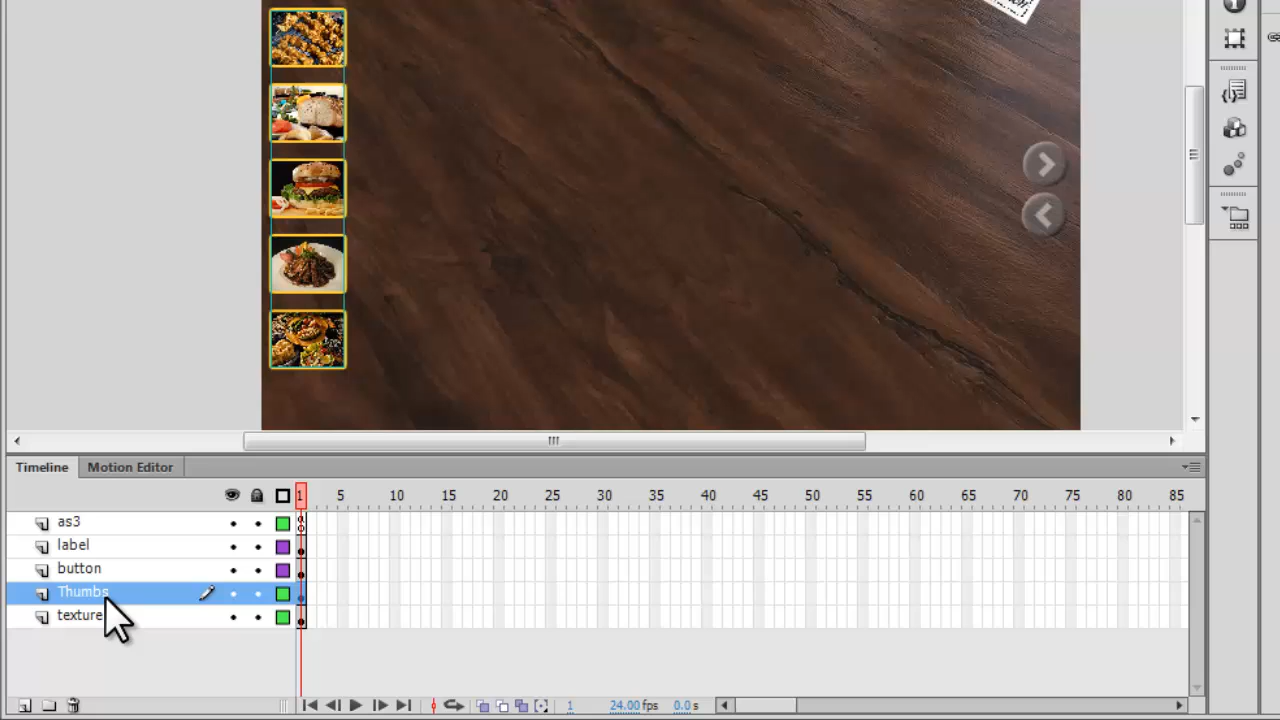 Timeline Motion Editor
1 5 10 15 20 25 30 35 40 45 50 55 60 65 70 75 80 85
as3
label
button
Thumbs
texture
1 24.00 fps 0.0 s